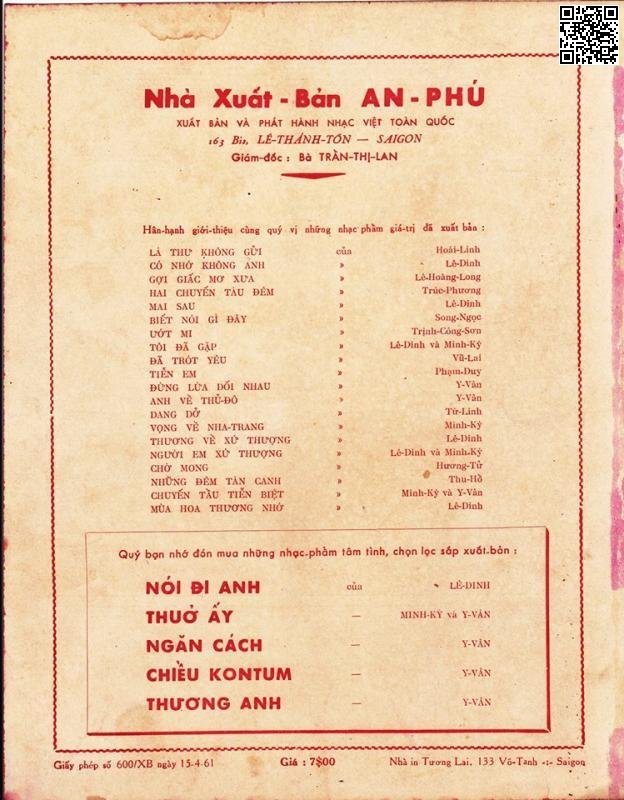 Nhà Xuất - Bản AN - PHÚ
XUẤT BẢN VÀ PHÁT HÀNH NHẠC VIỆT TOÀN QUỐC
163 Bis, LÊ-THÁNH-TÔN — SAIGON
Giám-đốc : Bà TRẦN-THỊ-LAN
Hân-hạnh giới-thiệu cùng quý vị những nhạc phẩm giá-trị đã xuất bản :
LÁ THƯ KHÔNG GỬI của Hoài-Linh
CÓ NHỚ KHÔNG ANH » Lê-Dinh
GỢI GIẤC MƠ XƯA » Lê-Hoàng-Long
HAI CHUYẾN TÀU ĐÊM » Trúc-Phương
MAI SAU » Lê-Dinh
BIẾT NÓI GÌ ĐÂY » Song-Ngọc
ƯỚT MI » Trịnh-Công-Sơn
TÔI ĐÃ GẶP » Lê-Dinh và Minh-Kỳ
ĐÃ TRÓT YÊU » Vũ-Lai
TIỄN EM » Phạm-Duy
ĐỪNG LỪA DỐI NHAU » Y-Vân
ANH VỀ THỦ-ĐÔ » Y-Vân
DANG DỞ » Từ-Linh
VỌNG VỀ NHA-TRANG » Minh-Kỳ
THƯƠNG VỀ XỨ THƯỢNG » Lê-Dinh
NGƯỜI EM XỨ THƯỢNG » Lê-Dinh và Minh-Kỳ
CHỜ MONG » Hương-Tử
NHỮNG ĐÊM TÀN CANH » Thu-Hồ
CHUYẾN TẦU TIỄN BIỆT » Minh-Kỳ và Y-Vân
MÙA HOA THƯƠNG NHỚ » Lê-Dinh
Quý bạn nhớ đón mua những nhạc-phẩm tâm tình, chọn lọc sắp xuất-bản :
NÓI ĐI ANH của LÊ-DINH
THUỞ ẤY — MINH-KỲ và Y-VÂN
NGĂN CÁCH — Y-VÂN
CHIỀU KONTUM — Y-VÂN
THƯƠNG ANH — Y-VÂN
Giấy phép số 600/XB ngày 15-4-61 Giá : 7$00 Nhà in Tương Lai, 133 Võ-Tánh -:- Saigon